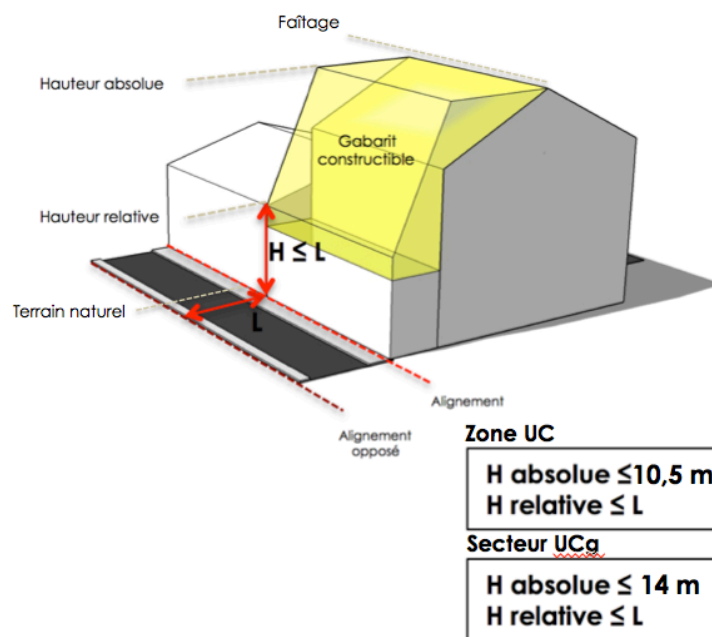 Faîtage
Hauteur absolue
Gabarit
constructible
Hauteur relative
H ≤ L
Terrain naturel
L
Alignement
Alignement
opposé
Zone UC
H absolue ≤10,5 m
H relative ≤ L
Secteur UCg
H absolue ≤ 14 m
H relative ≤ L